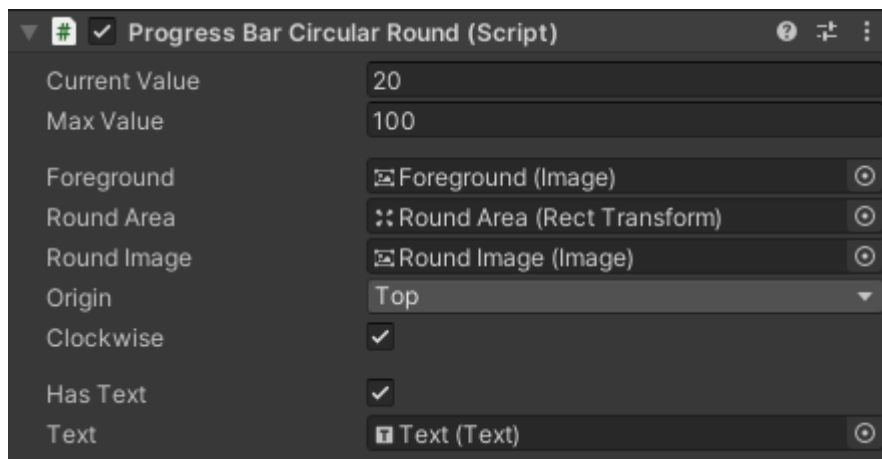 # Progress Bar Circular Round (Script)
Current Value 20
Max Value 100
Foreground Foreground (Image)
Round Area Round Area (Rect Transform)
Round Image Round Image (Image)
Origin Top
Clockwise
Has Text
Text T Text (Text)